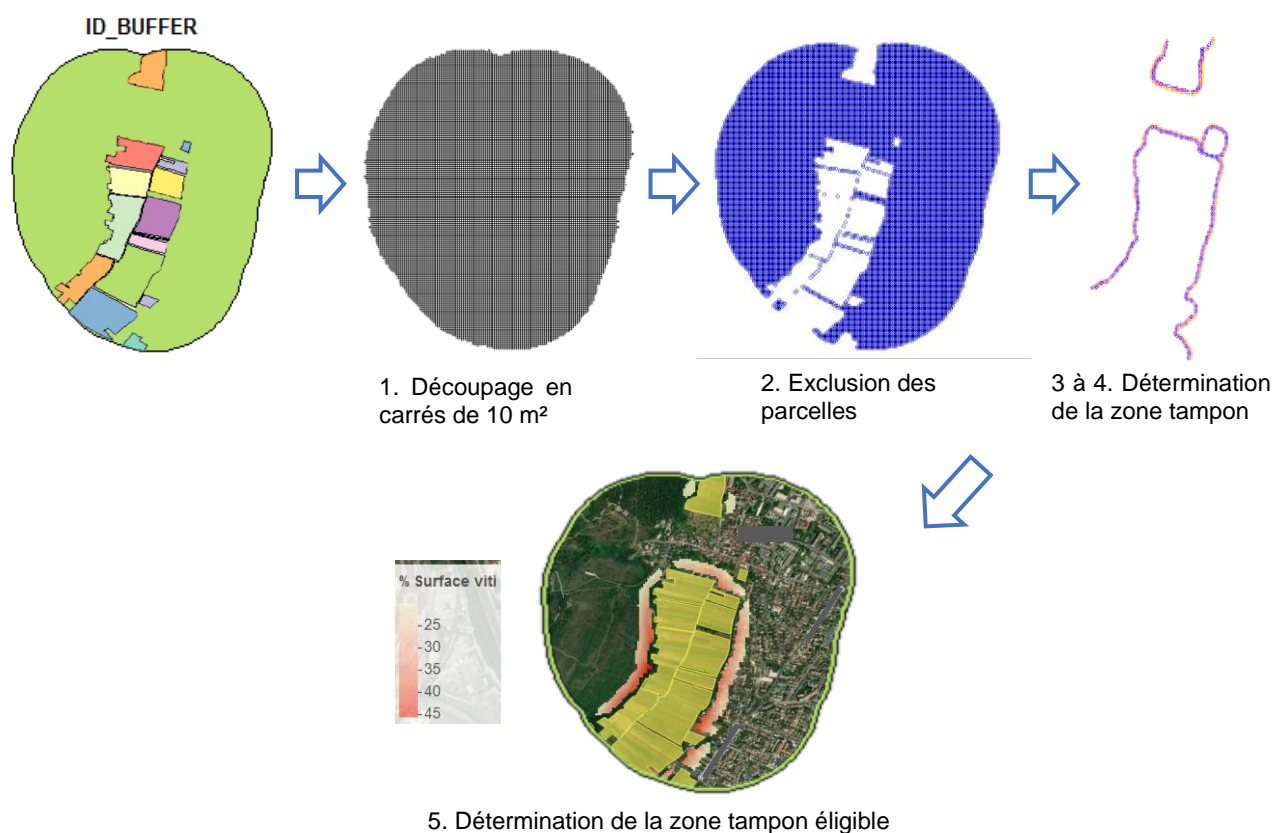 ID_BUFFER
1. Découpage en
carrés de 10 m²
2. Exclusion des
parcelles
3 à 4. Détermination
de la zone tampon
% Surface viti
-25
-30
-35
-40
-45
5. Détermination de la zone tampon éligible